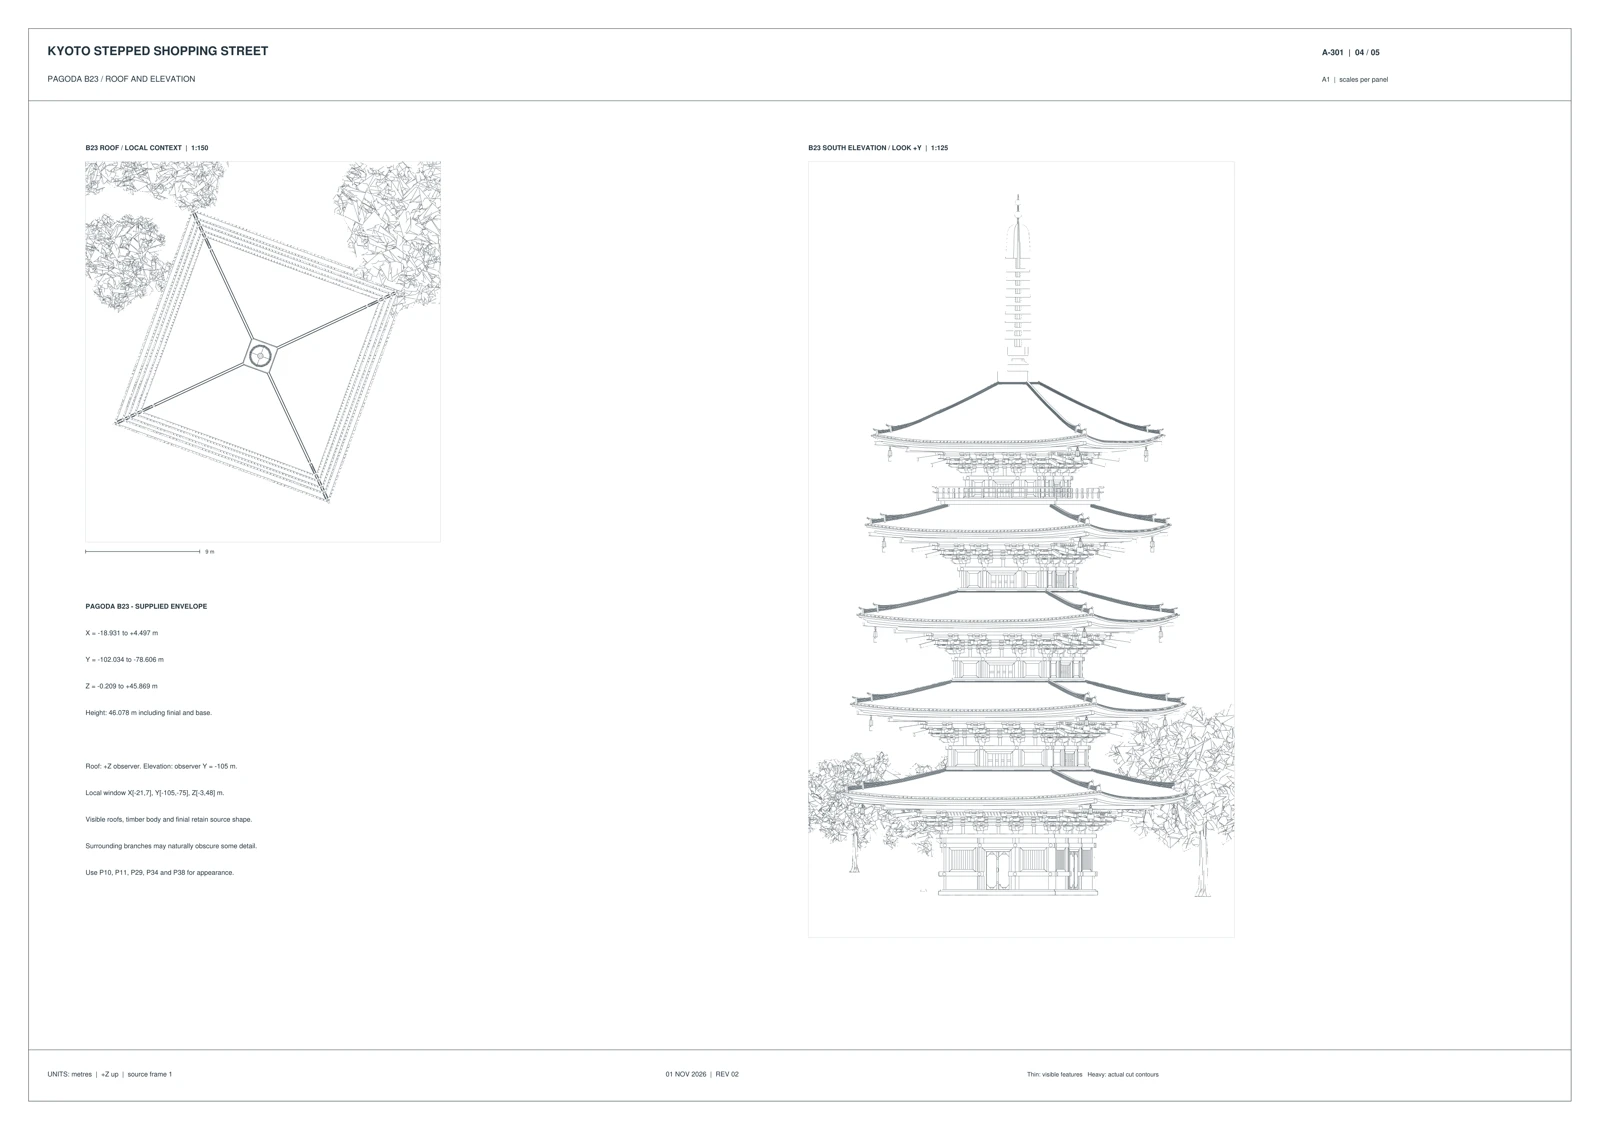 KYOTO STEPPED SHOPPING STREET
A-301 | 04 / 05
PAGODA B23 / ROOF AND ELEVATION
A1 | scales per panel
B23 ROOF / LOCAL CONTEXT | 1:150
B23 SOUTH ELEVATION / LOOK +Y | 1:125
9 m
PAGODA B23 - SUPPLIED ENVELOPE
X = -18.931 to +4.497 m
Y = -102.034 to -78.606 m
Z = -0.209 to +45.869 m
Height: 46.078 m including finial and base.
Roof: +Z observer. Elevation: observer Y = -105 m.
Local window X[-21,7], Y[-105,-75], Z[-3,48] m.
Visible roofs, timber body and finial retain source shape.
Surrounding branches may naturally obscure some detail.
Use P10, P11, P29, P34 and P38 for appearance.
UNITS: metres | +Z up | source frame 1
01 NOV 2026 | REV 02
Thin: visible features Heavy: actual cut contours